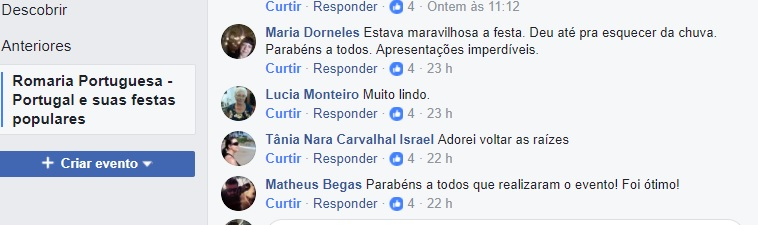 Descobrir
Anteriores
Romaria Portuguesa -
Portugal e suas festas
populares
+ Criar evento
Curtir · Responder · 4 · Ontem às 11:12
Maria Dorneles Estava maravilhosa a festa. Deu até pra esquecer da chuva.
Parabéns a todos. Apresentações imperdíveis.
Curtir · Responder · 4 · 23 h
Lucia Monteiro Muito lindo.
Curtir · Responder · 4 · 23 h
Tânia Nara Carvalhal Israel Adorei voltar as raízes
Curtir · Responder · 4 · 22 h
Matheus Begas Parabéns a todos que realizaram o evento! Foi ótimo!
Curtir · Responder · 4 · 22 h